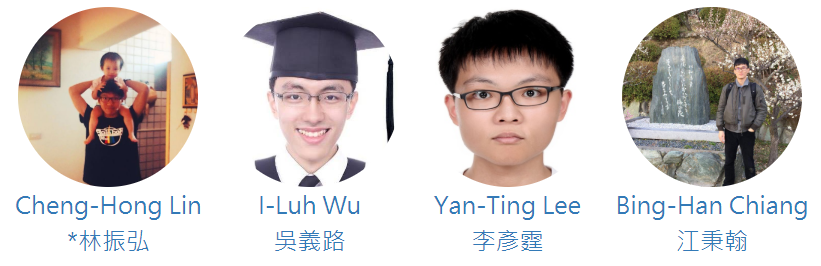 Cheng-Hong Lin
I-Luh Wu
Yan-Ting Lee
Bing-Han Chiang
*林振弘
吳義路
李彥霆
江秉翰